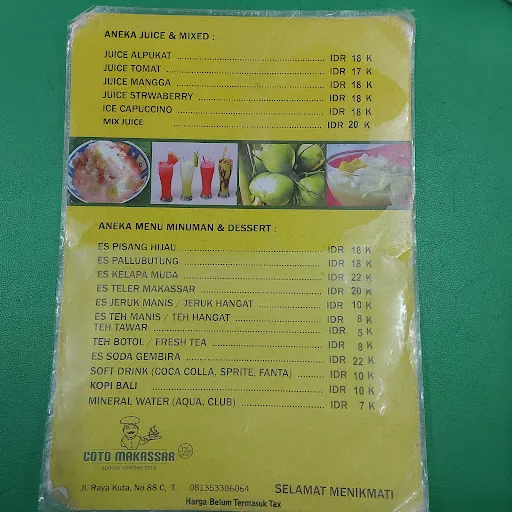 ANEKA JUICE & MIXED :
JUICE ALPUKAT ........ IDR 18 K
JUICE TOMAT ........ IDR 17 K
JUICE MANGGA ........ IDR 18 K
JUICE STRWABERRY ........ IDR 18 K
ICE CAPUCCINO ........ IDR 18 K
MIX JUICE ........ IDR 20 K
ANEKA MENU MINUMAN & DESSERT :
ES PISANG HIJAU ........ IDR 18 K
ES PALLUBUTUNG ........ IDR 18 K
ES KELAPA MUDA ........ IDR 22 K
ES TELER MAKASSAR ........ IDR 20 K
ES JERUK MANIS / JERUK HANGAT ........ IDR 10 K
ES TEH MANIS / TEH HANGAT ........ IDR 8 K
TEH TAWAR ........ IDR 5 K
TEH BOTOL / FRESH TEA ........ IDR 8 K
ES SODA GEMBIRA ........ IDR 22 K
SOFT DRINK (COCA COLLA, SPRITE, FANTA) ........ IDR 10 K
KOPI BALI ........ IDR 10 K
MINERAL WATER (AQUA, CLUB) ........ IDR 7 K
COTO MAKASSAR
special celebes food
Jl. Raya Kuta, No 88 C, T. 081353386064
SELAMAT MENIKMATI
Harga Belum Termasuk Tax